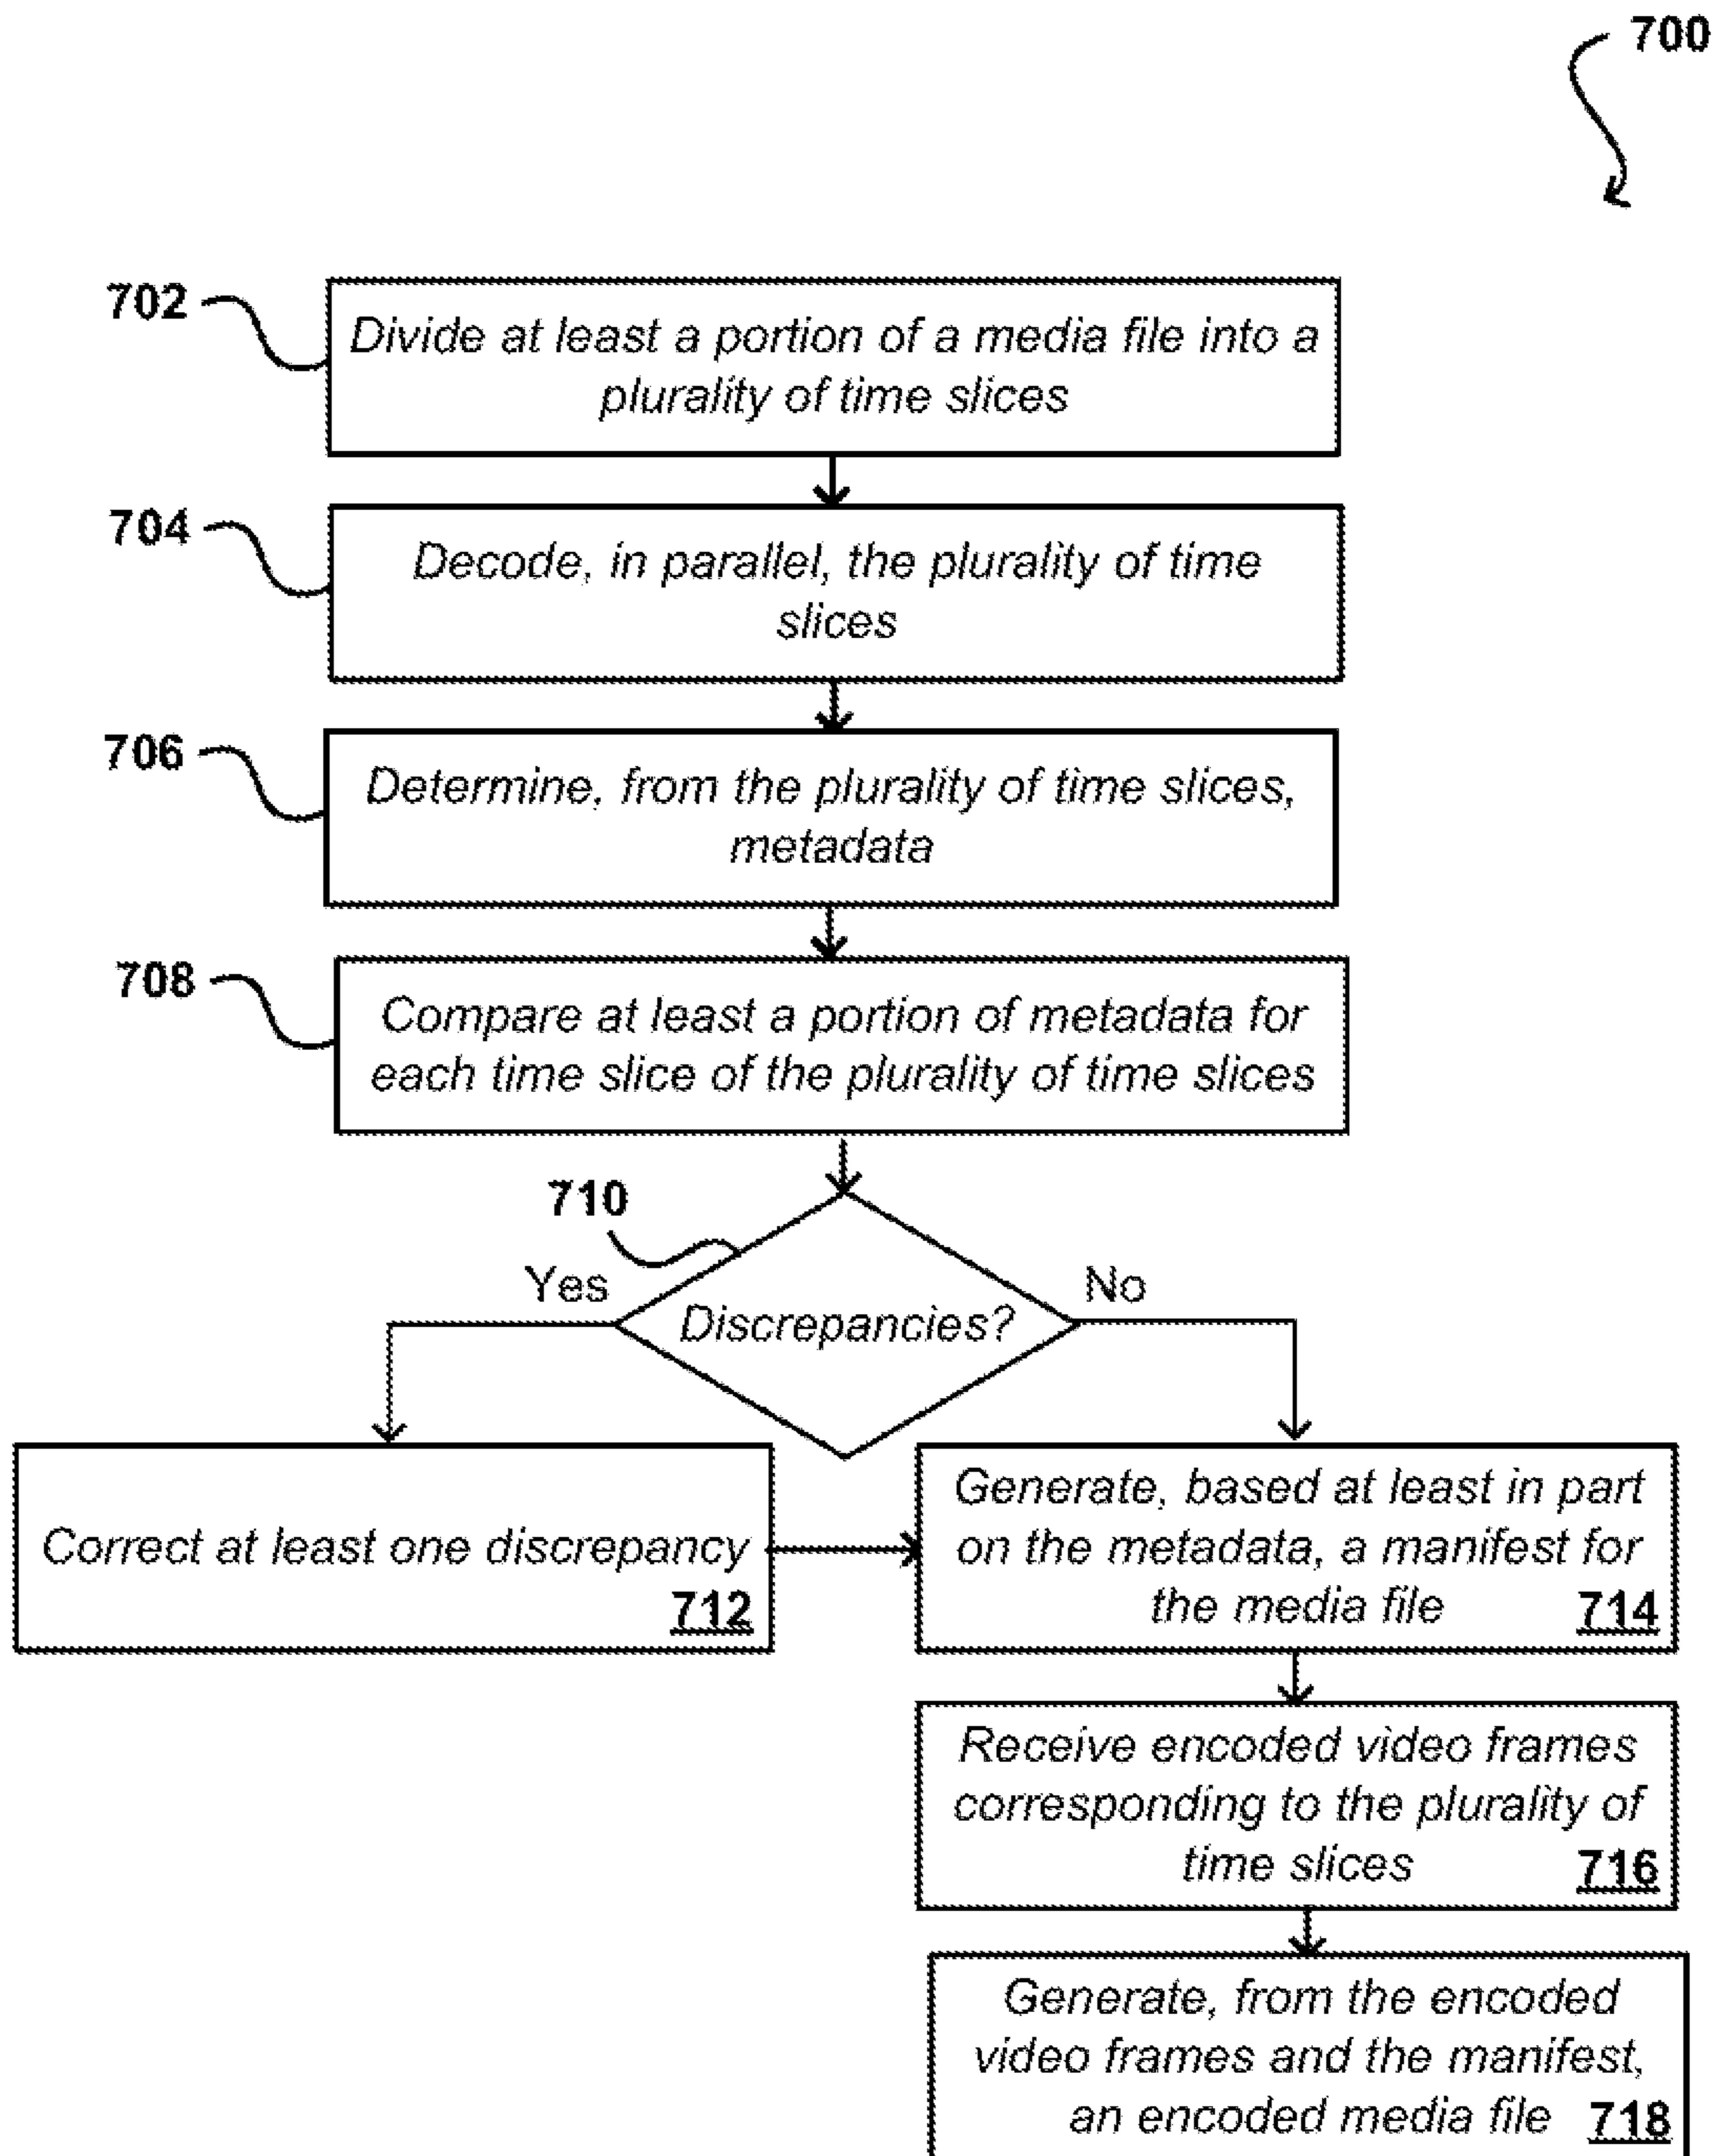 700
702
Divide at least a portion of a media file into a
plurality of time slices
704
Decode, in parallel, the plurality of time
slices
706
Determine, from the plurality of time slices,
metadata
708
Compare at least a portion of metadata for
each time slice of the plurality of time slices
710
Yes
Discrepancies?
No
Correct at least one discrepancy
712
Generate, based at least in part
on the metadata, a manifest for
the media file 714
Receive encoded video frames
corresponding to the plurality of
time slices 716
Generate, from the encoded
video frames and the manifest,
an encoded media file 718